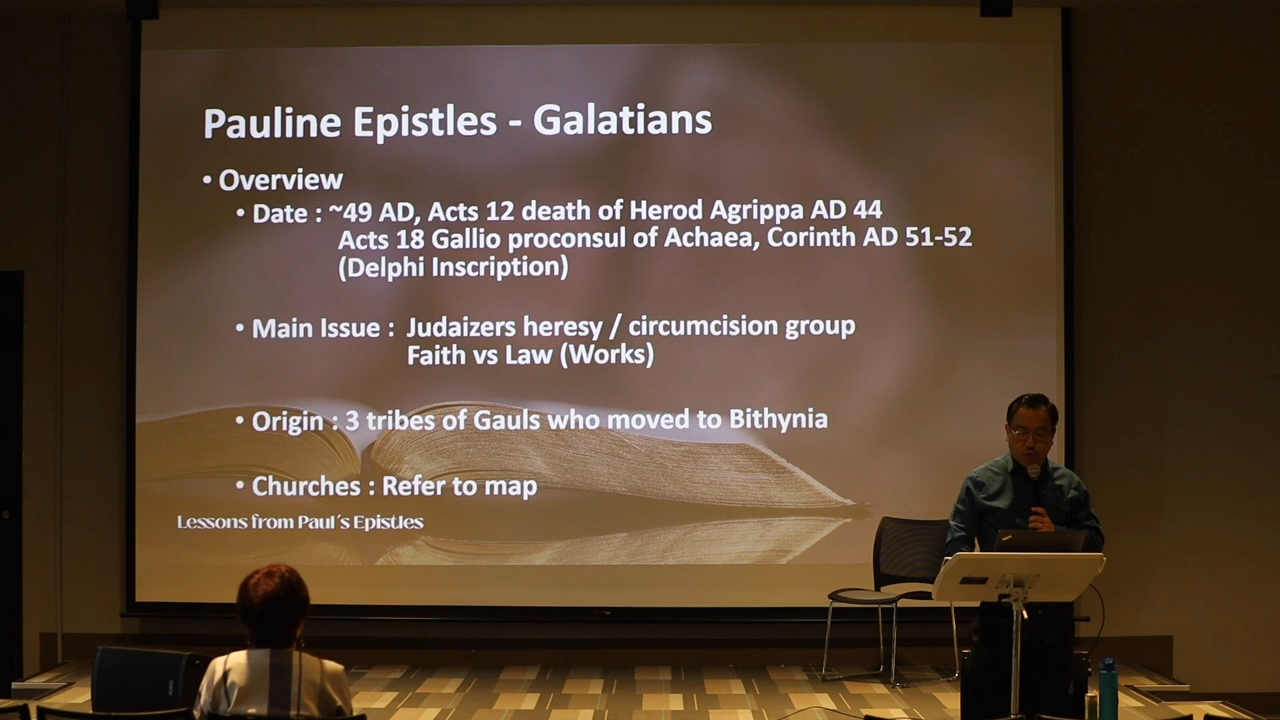 Pauline Epistles - Galatians
• Overview
• Date : ~49 AD, Acts 12 death of Herod Agrippa AD 44
Acts 18 Gallio proconsul of Achaea, Corinth AD 51-52
(Delphi Inscription)
• Main Issue : Judaizers heresy / circumcision group
Faith vs Law (Works)
• Origin : 3 tribes of Gauls who moved to Bithynia
• Churches : Refer to map
Lessons from Paul´s Epistles